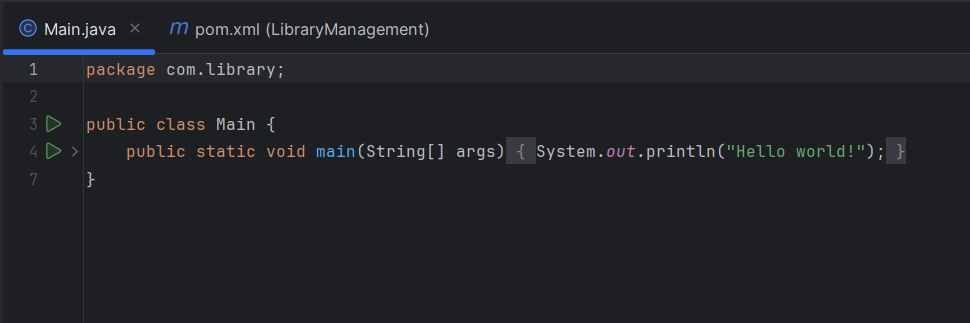 Main.java
pom.xml (LibraryManagement)
1 package com.library;
2
3 public class Main {
4 public static void main(String[] args) { System.out.println("Hello world!"); }
7 }